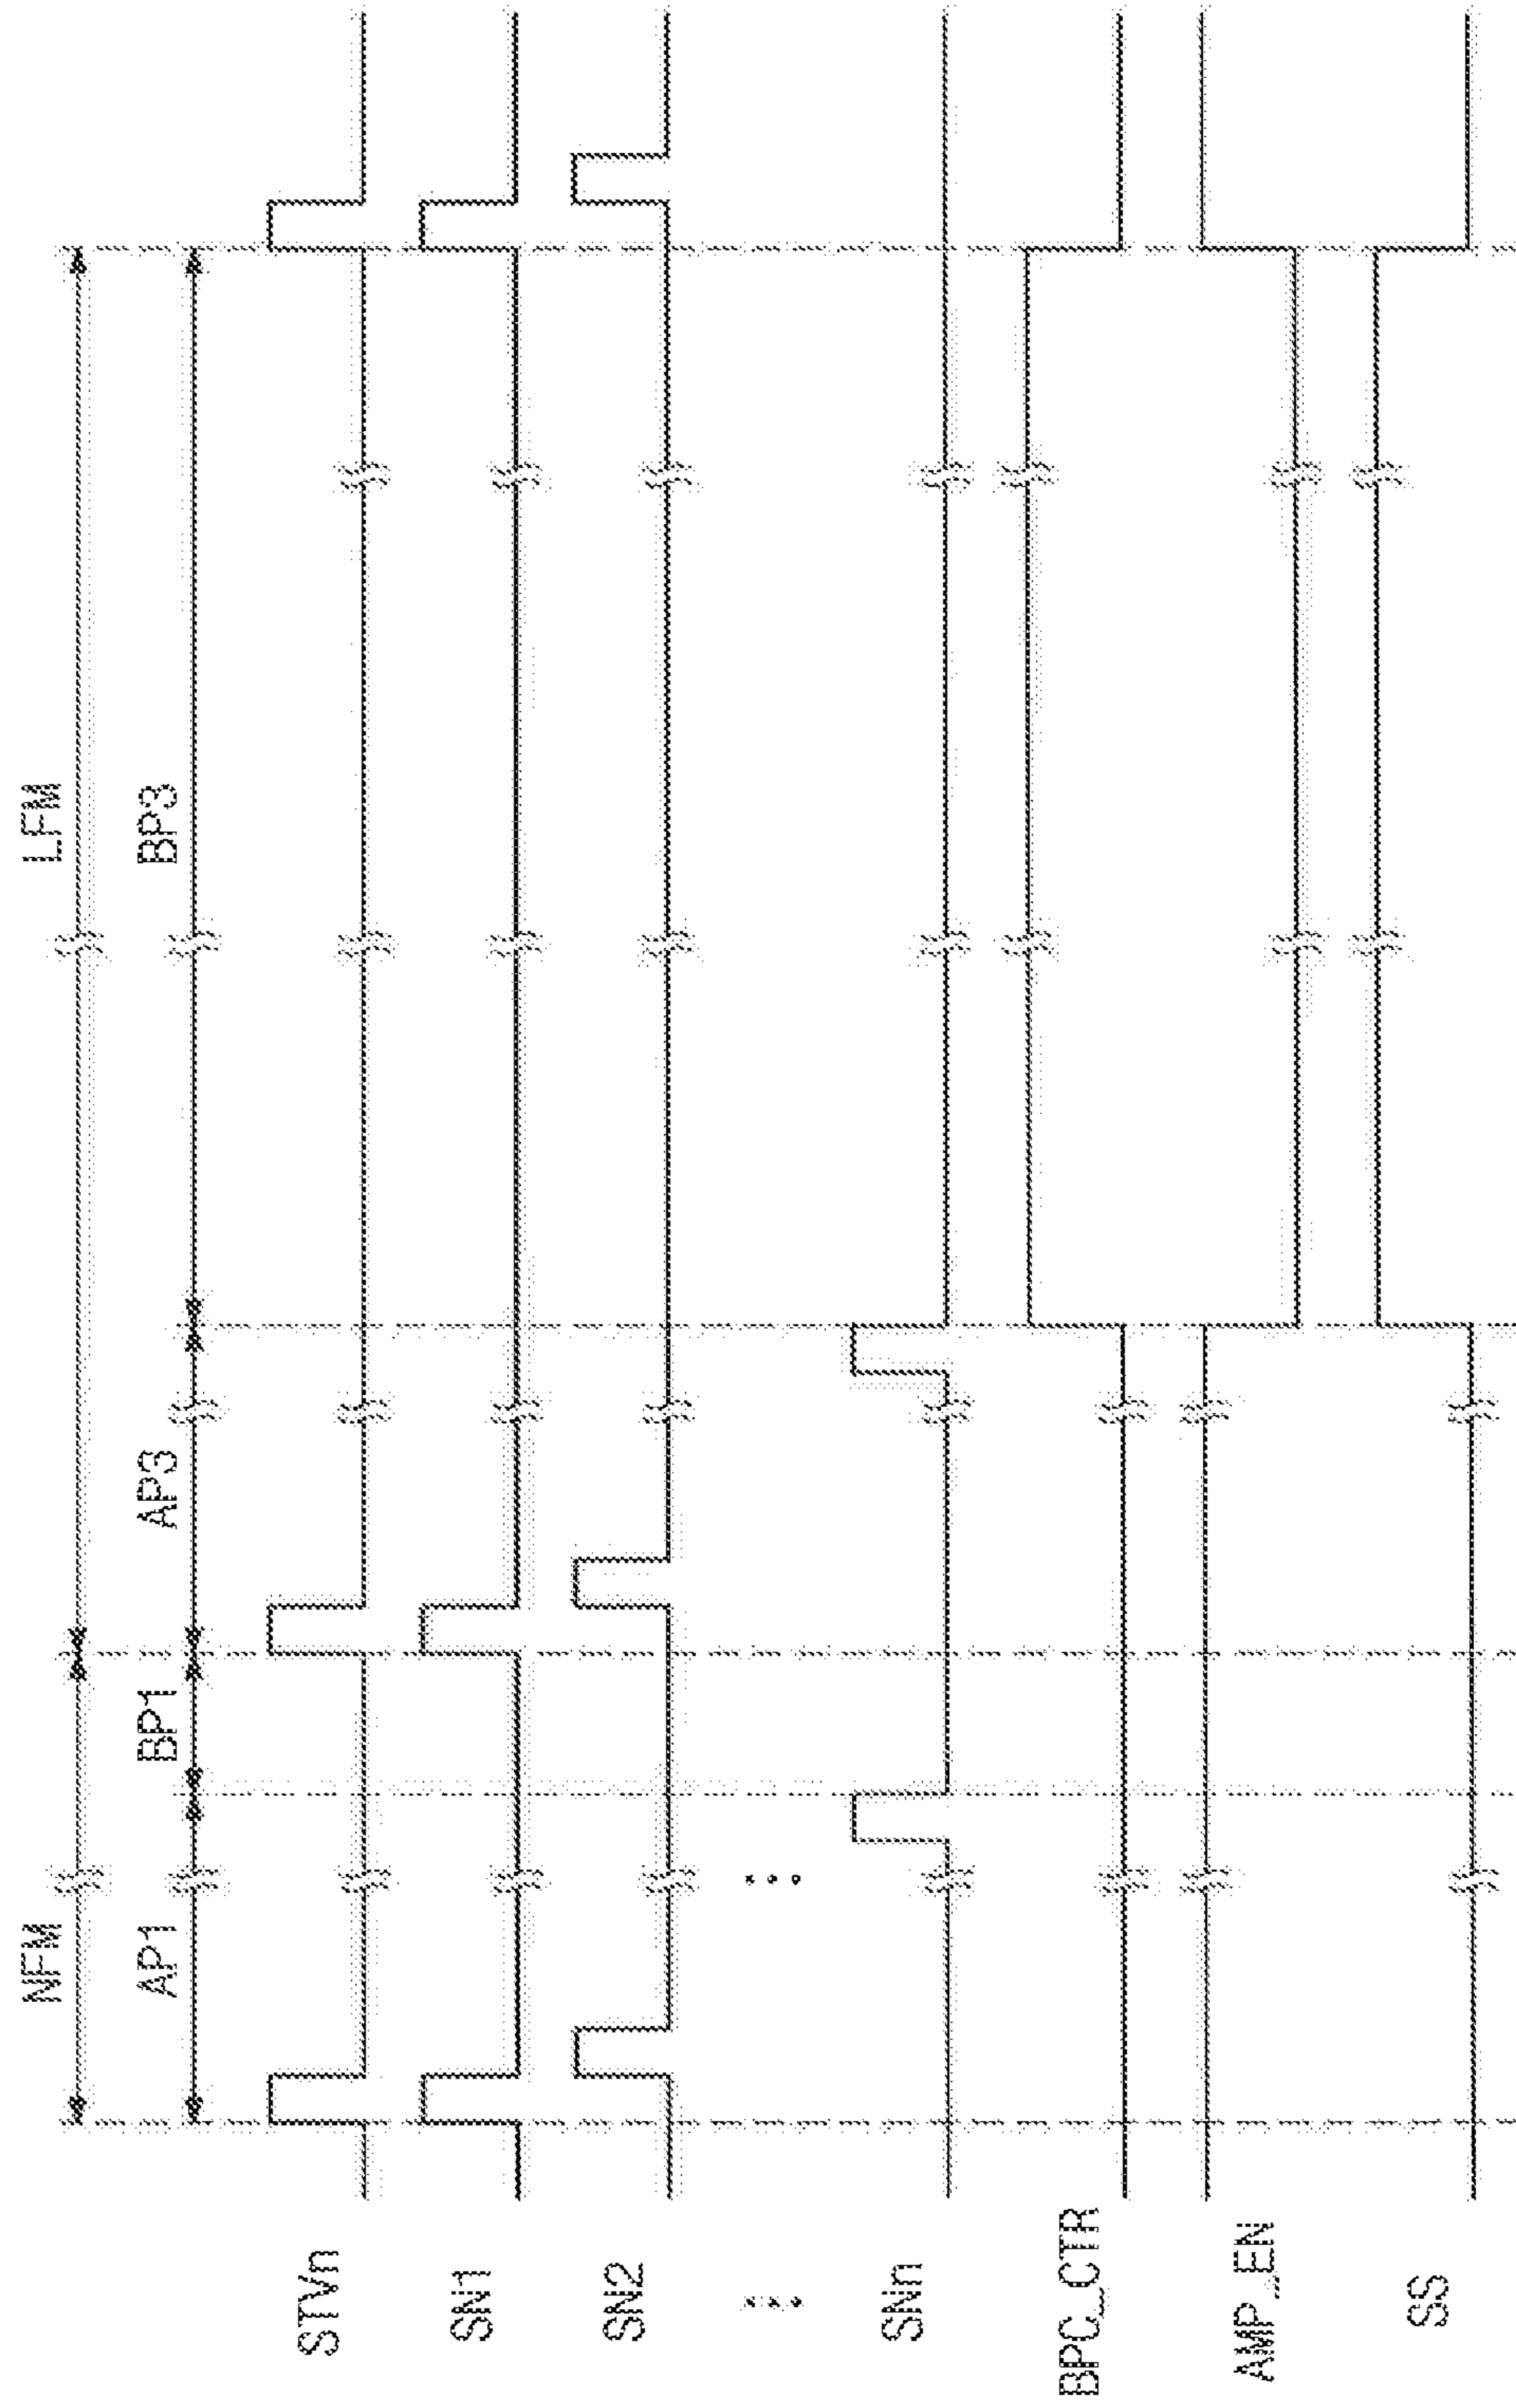 NFM LFM
AP1 BP1 AP3 BP3
STVn
SN1
SN2
...
...
SNn
BPC_CTR
AMP_EN
SS